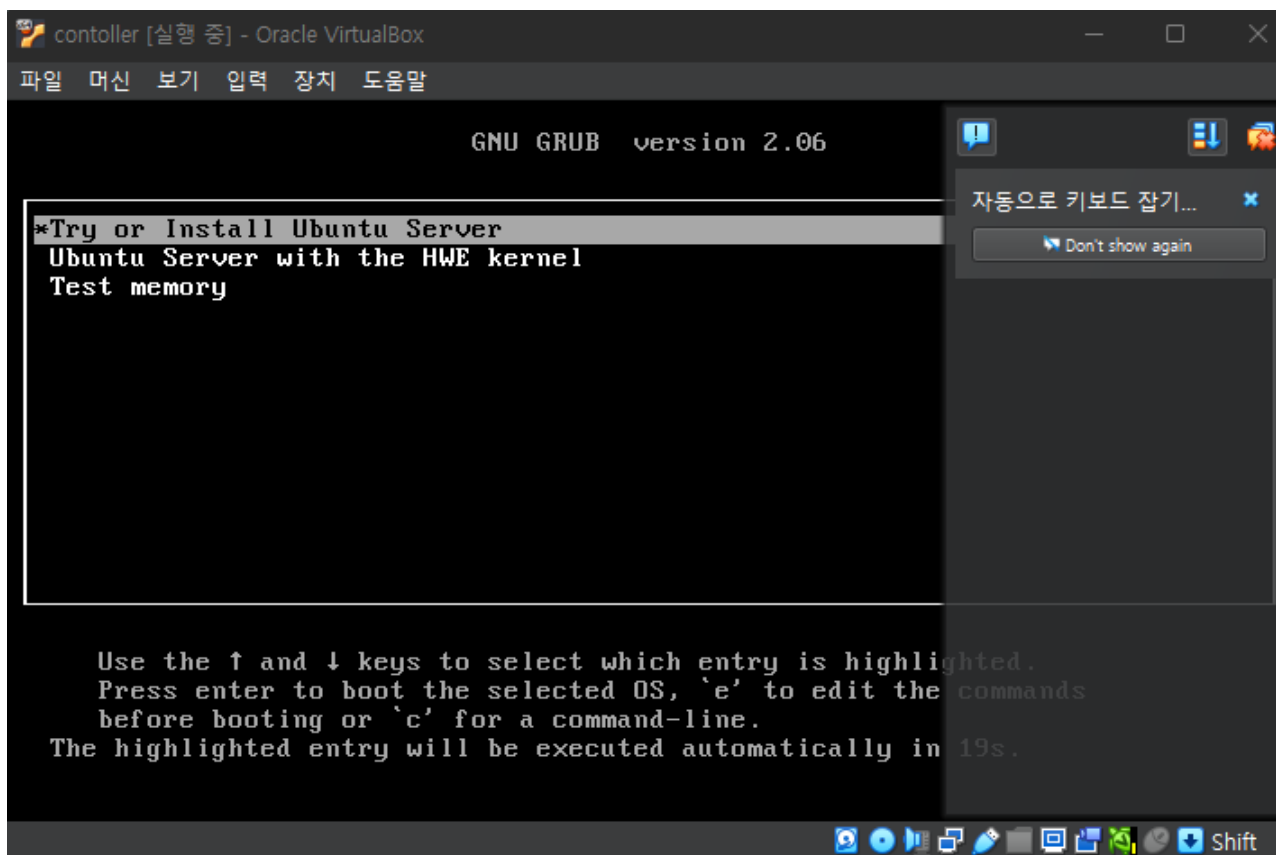 contoller [실행 중] - Oracle VirtualBox
파일 머신 보기 입력 장치 도움말
GNU GRUB version 2.06
자동으로 키보드 잡기...
Don't show again
*Try or Install Ubuntu Server
Ubuntu Server with the HWE kernel
Test memory
Use the ↑ and ↓ keys to select which entry is highlighted.
Press enter to boot the selected OS, `e' to edit the commands
before booting or `c' for a command-line.
The highlighted entry will be executed automatically in 19s.
Shift